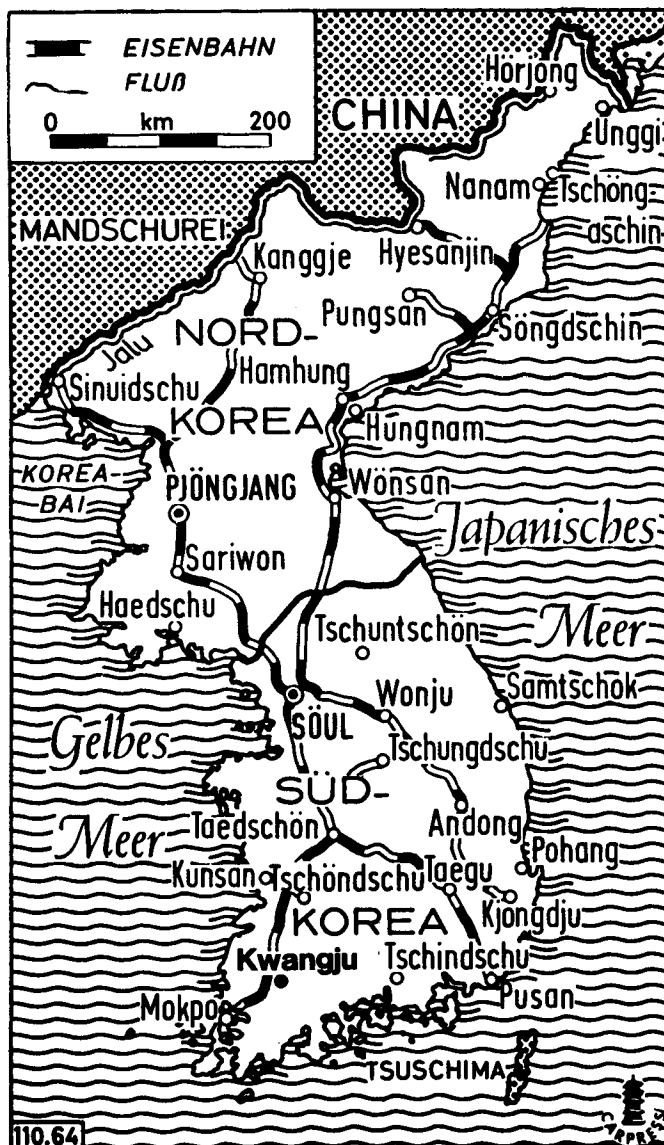 EISENBAHN
FLUß
0 km 200
CHINA
Horjong
Unggi
Nanam
Tschöng
aschin
MANDSCHUREI
Kanggje
Hyesanjin
NORD-
Pungsan
Söngdschin
Jalu
Hamhung
Sinuidschu
KOREA
Hüngnam
KOREA-
BAI
PJÖNGJANG
Wönsan
Japanisches
Meer
Sariwon
Haedschu
Tschuntschön
Samtschok
Wonju
SÖUL
Gelbes
Meer
Tschungdschu
SÜD-
Taedschön
Andong
Pohang
Kunsan
Tschöndschu
Taegu
Kjongdju
KOREA
Kwangju
Tschindschu
Pusan
Mokpo
TSUSCHIMA
110.64
CARPRESS